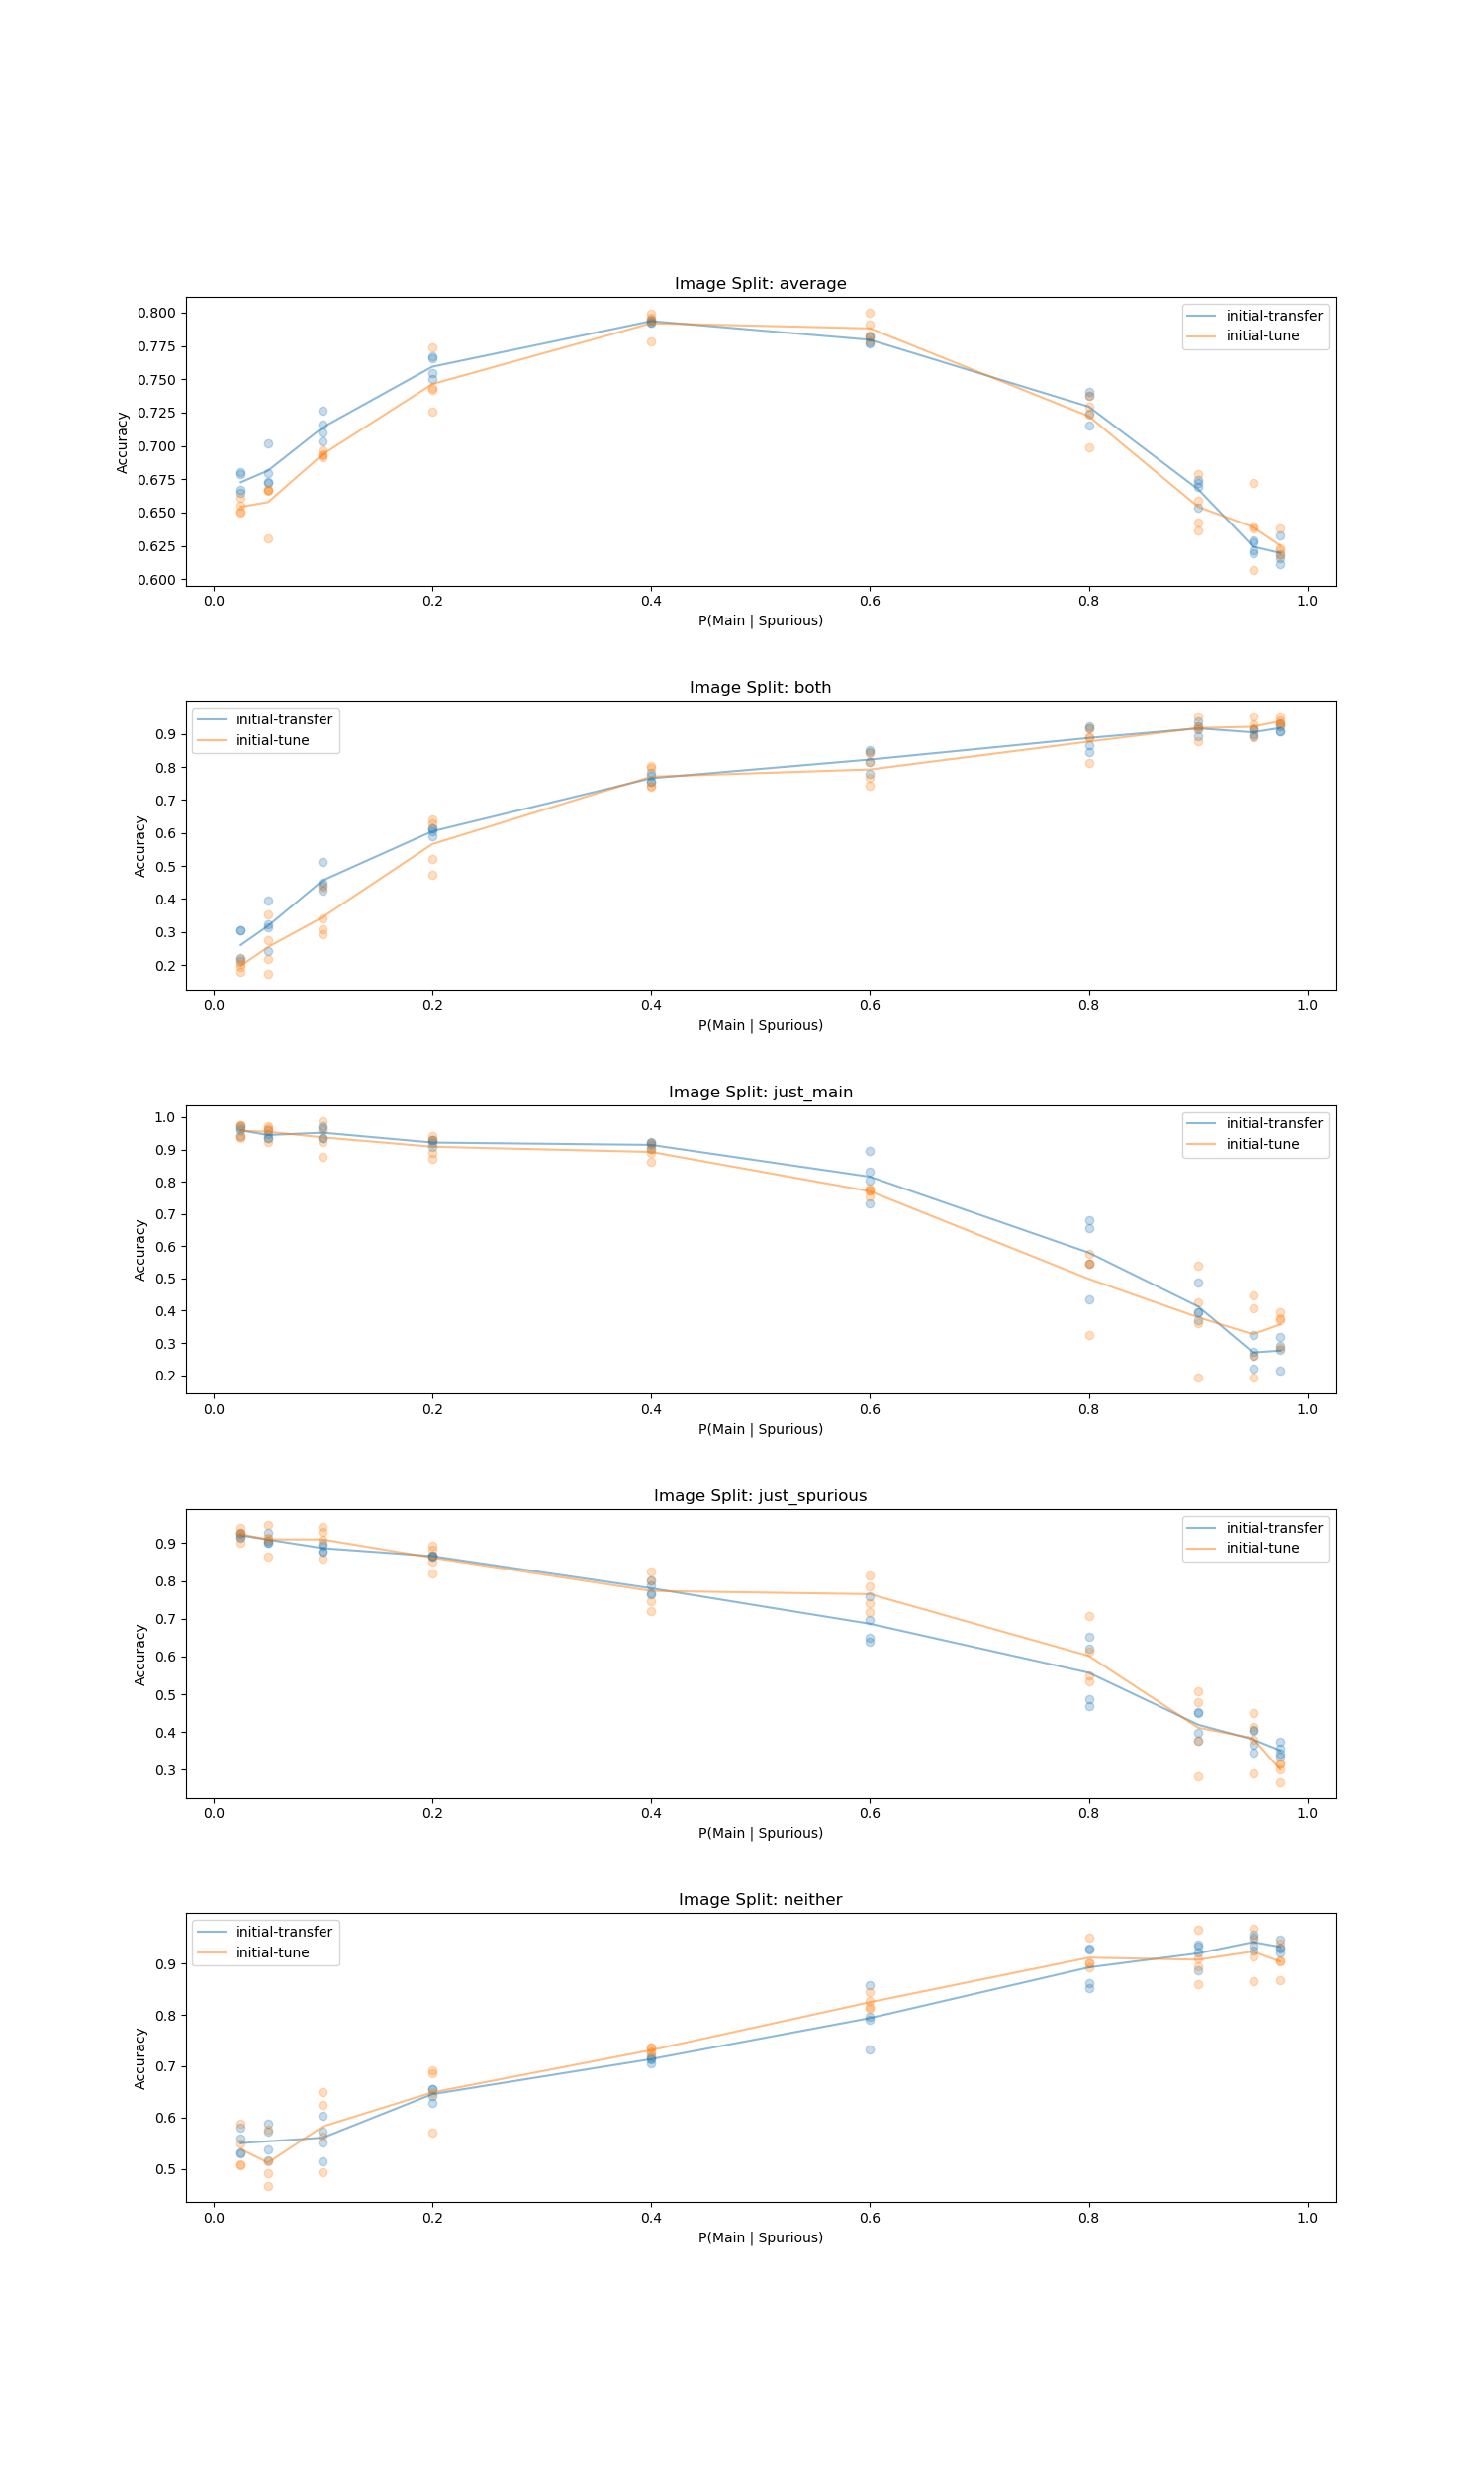 Image Split: average
initial-transfer
initial-tune
Accuracy
0.800
0.775
0.750
0.725
0.700
0.675
0.650
0.625
0.600
0.0 0.2 0.4 0.6 0.8 1.0
P(Main | Spurious)
Image Split: both
initial-transfer
initial-tune
Accuracy
0.9
0.8
0.7
0.6
0.5
0.4
0.3
0.2
0.0 0.2 0.4 0.6 0.8 1.0
P(Main | Spurious)
Image Split: just_main
initial-transfer
initial-tune
Accuracy
1.0
0.9
0.8
0.7
0.6
0.5
0.4
0.3
0.2
0.0 0.2 0.4 0.6 0.8 1.0
P(Main | Spurious)
Image Split: just_spurious
initial-transfer
initial-tune
Accuracy
0.9
0.8
0.7
0.6
0.5
0.4
0.3
0.0 0.2 0.4 0.6 0.8 1.0
P(Main | Spurious)
Image Split: neither
initial-transfer
initial-tune
Accuracy
0.9
0.8
0.7
0.6
0.5
0.0 0.2 0.4 0.6 0.8 1.0
P(Main | Spurious)